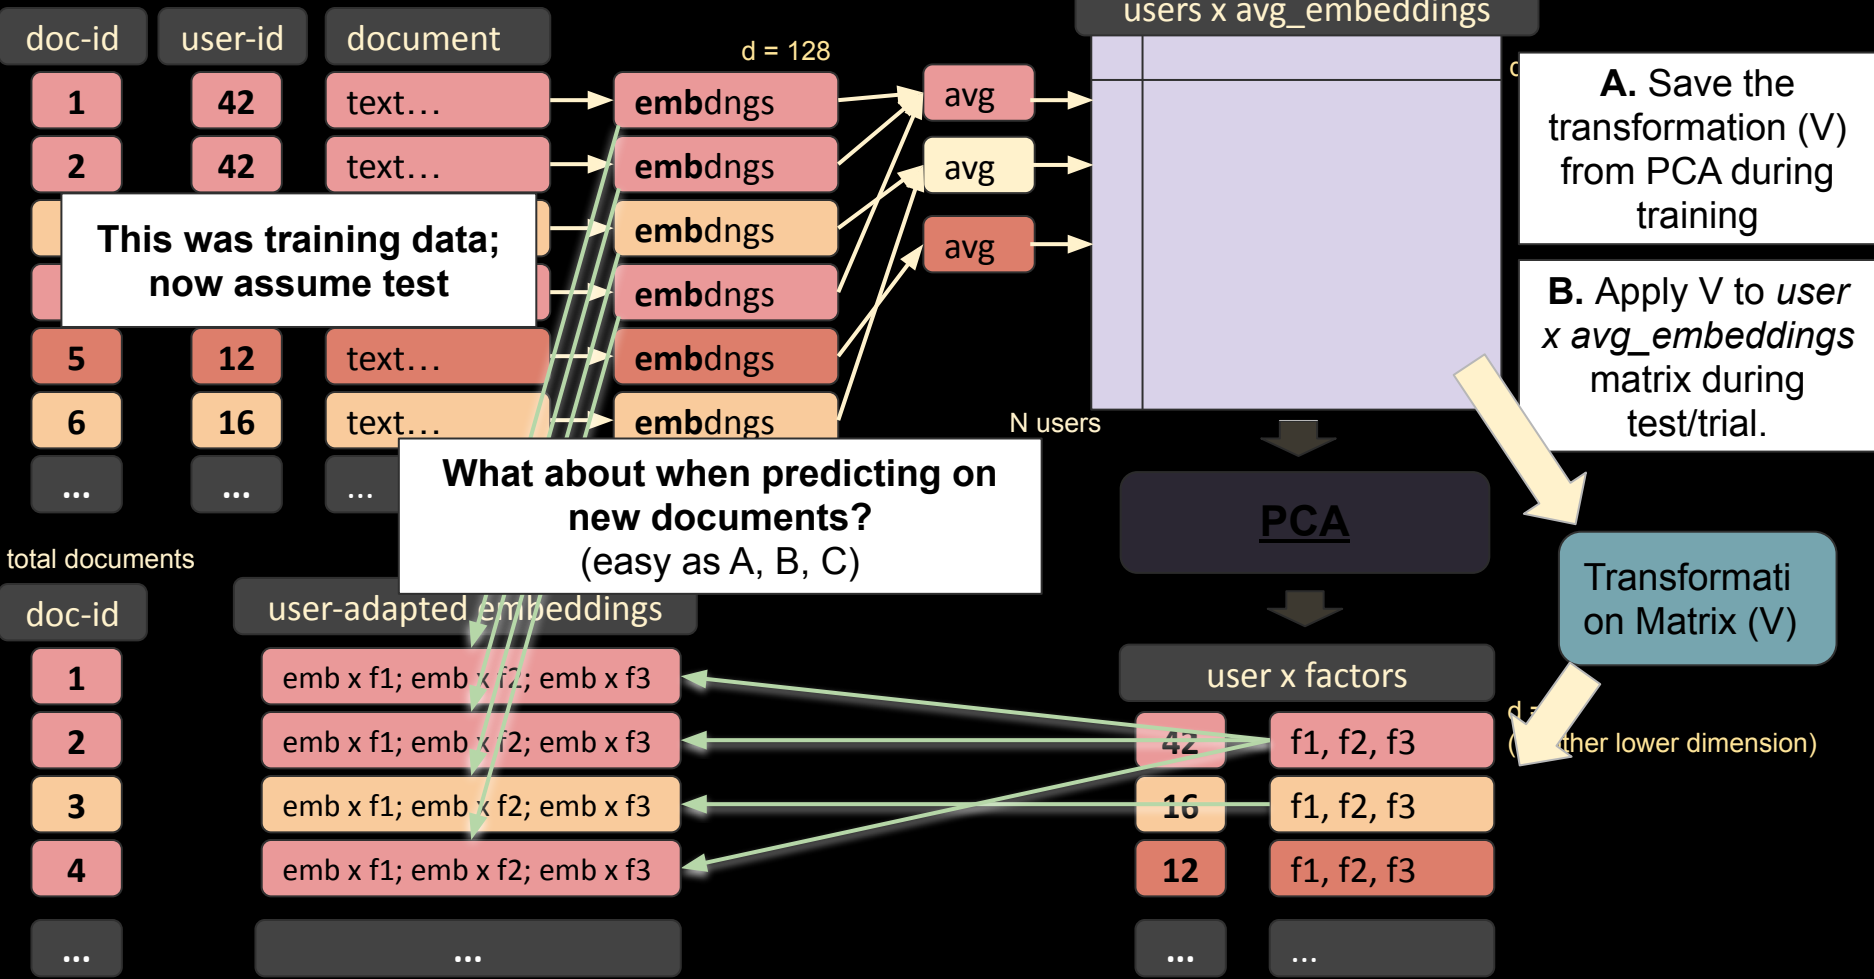 doc-id user-id document
users x avg_embeddings
d = 128
1 42 text… embdngs avg
2 42 text… embdngs avg
embdngs avg
embdngs
This was training data;
now assume test
5 12 text… embdngs
6 16 text… embdngs
... ... ...
N users
A. Save the
transformation (V)
from PCA during
training
B. Apply V to user
x avg_embeddings
matrix during
test/trial.
What about when predicting on
new documents?
(easy as A, B, C)
PCA
Transformati
on Matrix (V)
total documents
doc-id user-adapted embeddings
1 emb x f1; emb x f2; emb x f3
2 emb x f1; emb x f2; emb x f3
3 emb x f1; emb x f2; emb x f3
4 emb x f1; emb x f2; emb x f3
... ...
user x factors
d =
42 f1, f2, f3
lower dimension)
16 f1, f2, f3
12 f1, f2, f3
... ...